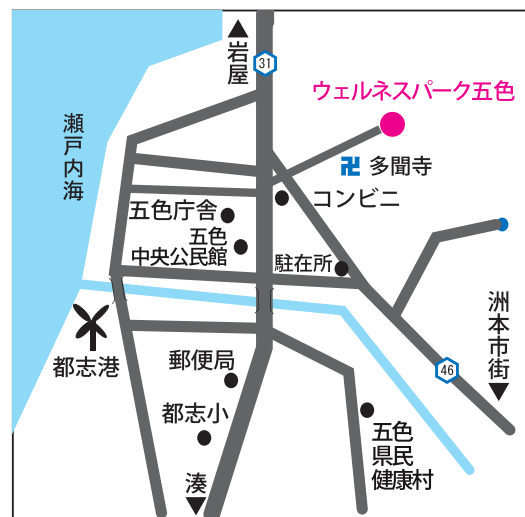 岩屋
31
ウェルネスパーク五色
瀬戸内海
卍 多聞寺
コンビニ
五色庁舎
五色
中央公民館
駐在所
洲本市街
都志港
郵便局
46
都志小
五色
県民
健康村
湊